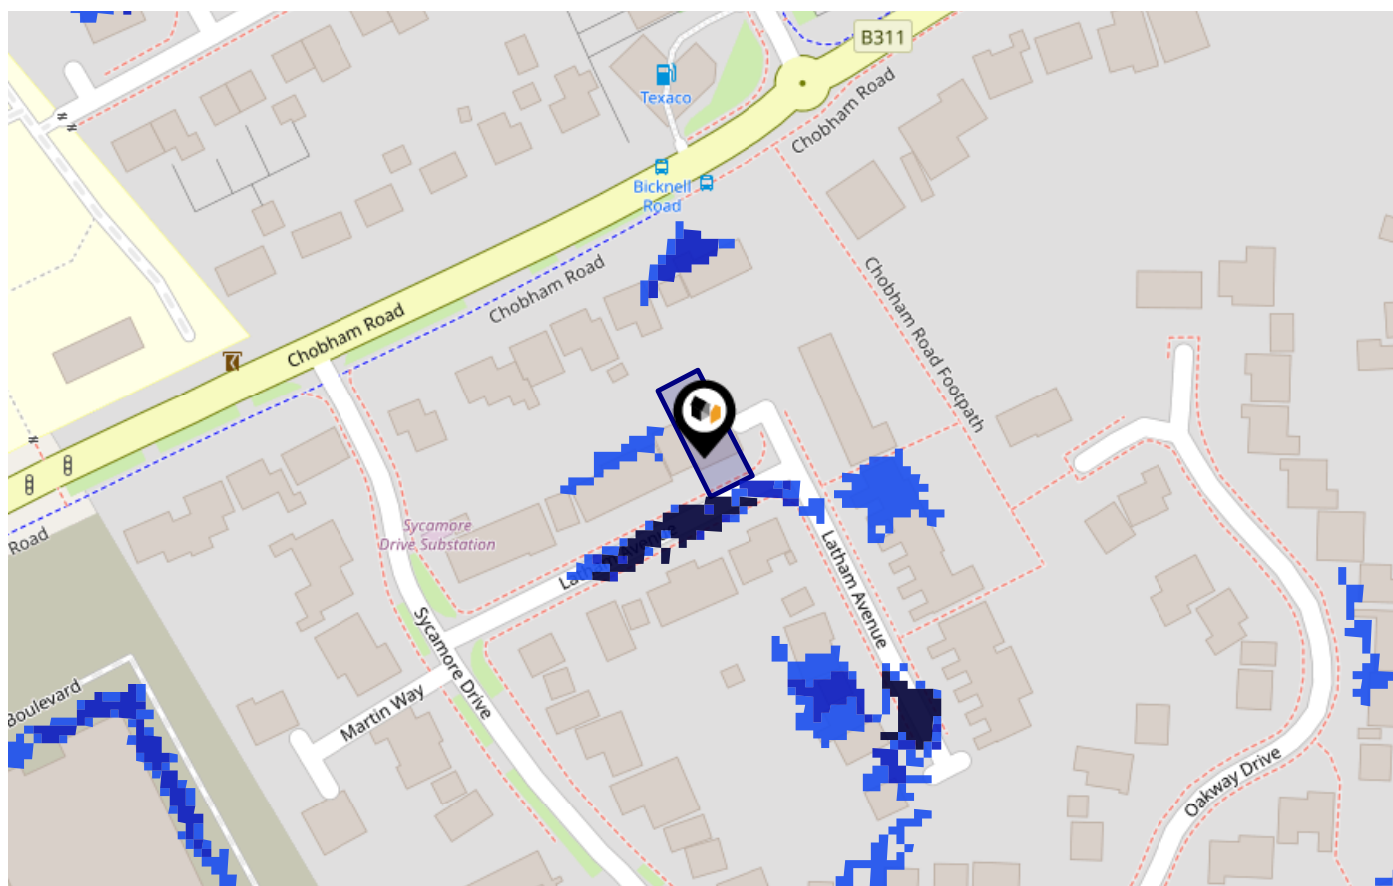 B311
Texaco
Chobham Road
Bicknell
Road
Chobham Road
Chobham Road
Chobham Road Footpath
Road
Sycamore
Drive Substation
Latham Avenue
Sycamore Drive
Martin Way
Boulevard
Oakway Drive